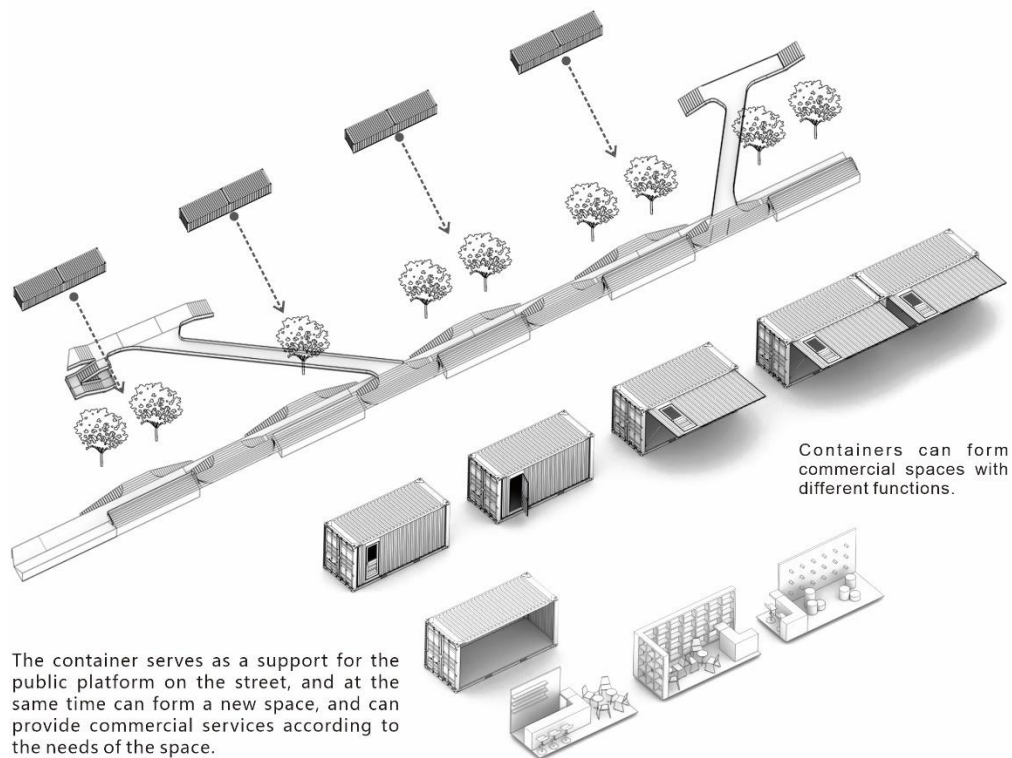 Containers can form
commercial spaces with
different functions.
The container serves as a support for the
public platform on the street, and at the
same time can form a new space, and can
provide commercial services according to
the needs of the space.